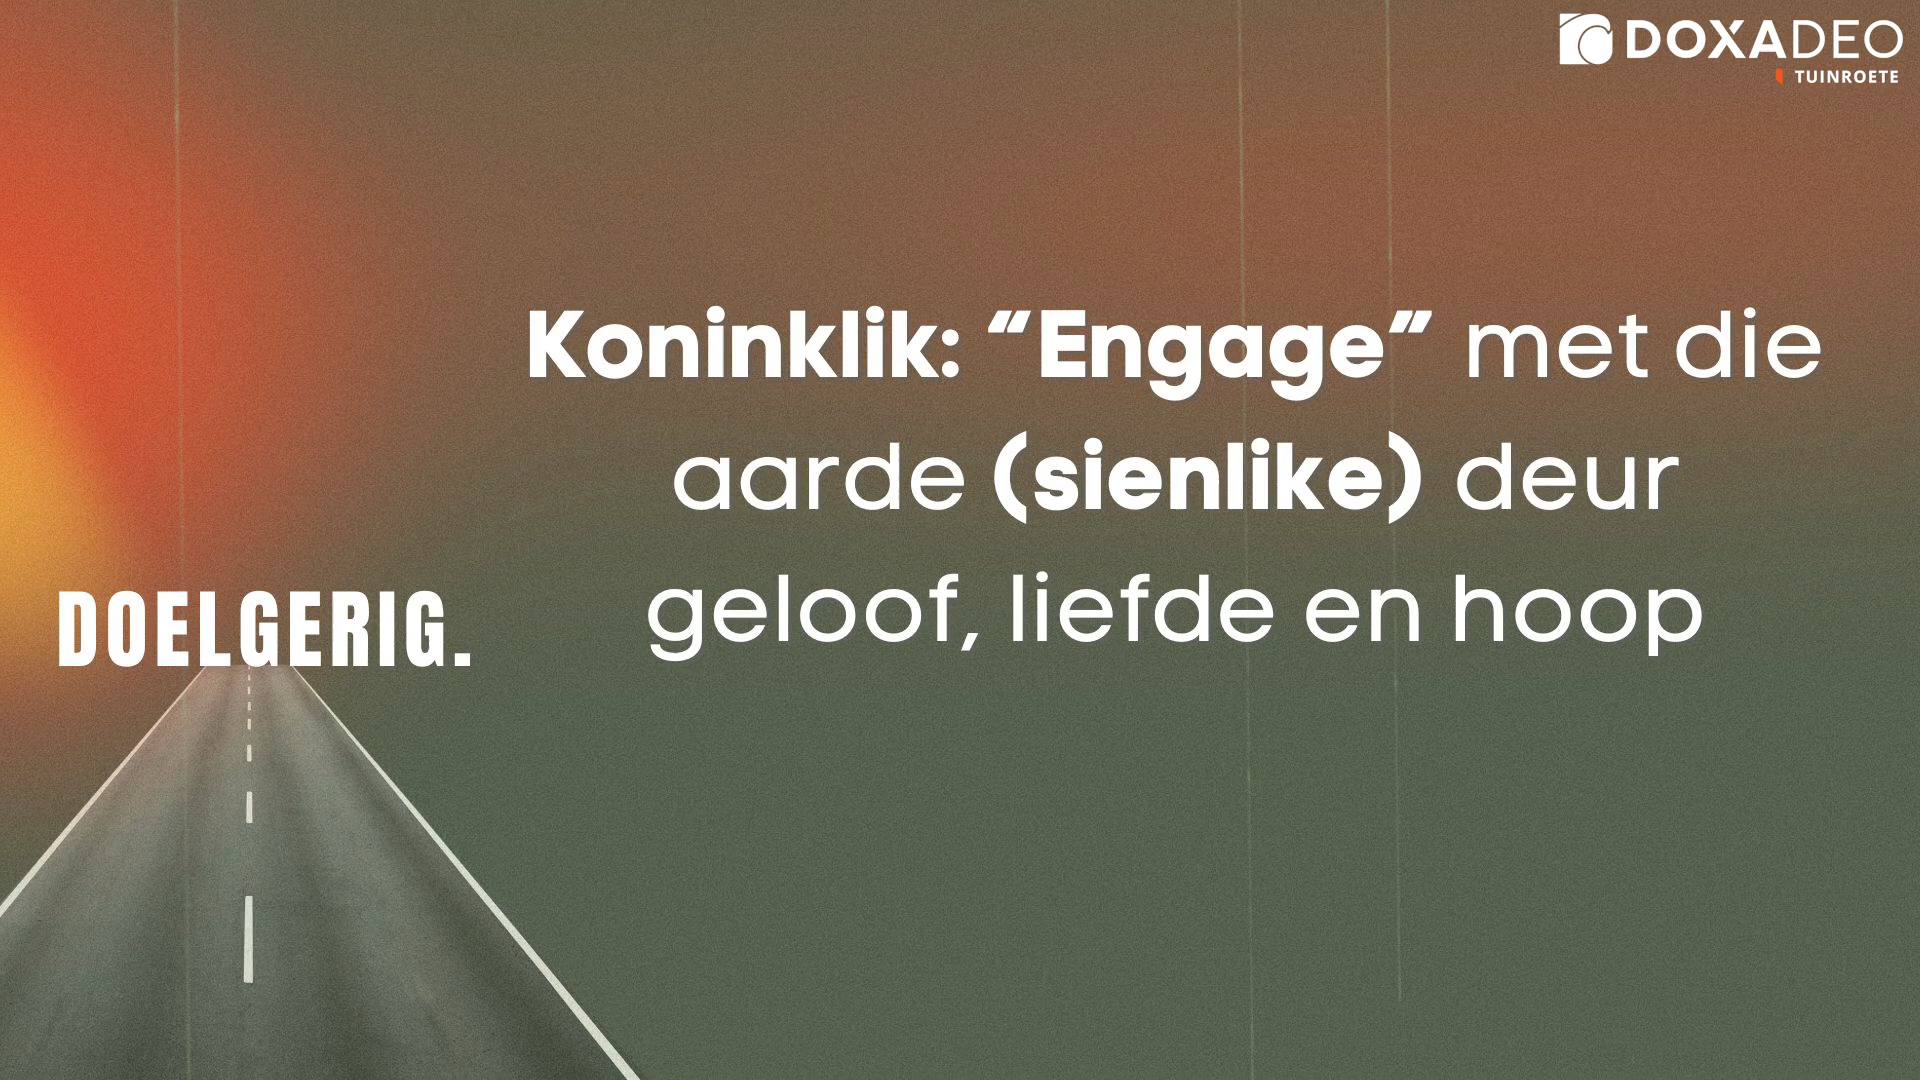 DOXADEO
TUINROETE
Koninklik: “Engage” met die
aarde (sienlike) deur
geloof, liefde en hoop
DOELGERIG.